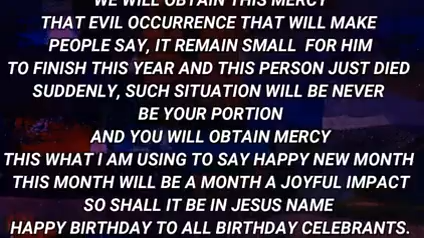 WE WILL OBTAIN THIS MERCY
THAT EVIL OCCURRENCE THAT WILL MAKE
PEOPLE SAY, IT REMAIN SMALL FOR HIM
TO FINISH THIS YEAR AND THIS PERSON JUST DIED
SUDDENLY, SUCH SITUATION WILL BE NEVER
BE YOUR PORTION
AND YOU WILL OBTAIN MERCY
THIS WHAT I AM USING TO SAY HAPPY NEW MONTH
THIS MONTH WILL BE A MONTH A JOYFUL IMPACT
SO SHALL IT BE IN JESUS NAME
HAPPY BIRTHDAY TO ALL BIRTHDAY CELEBRANTS.